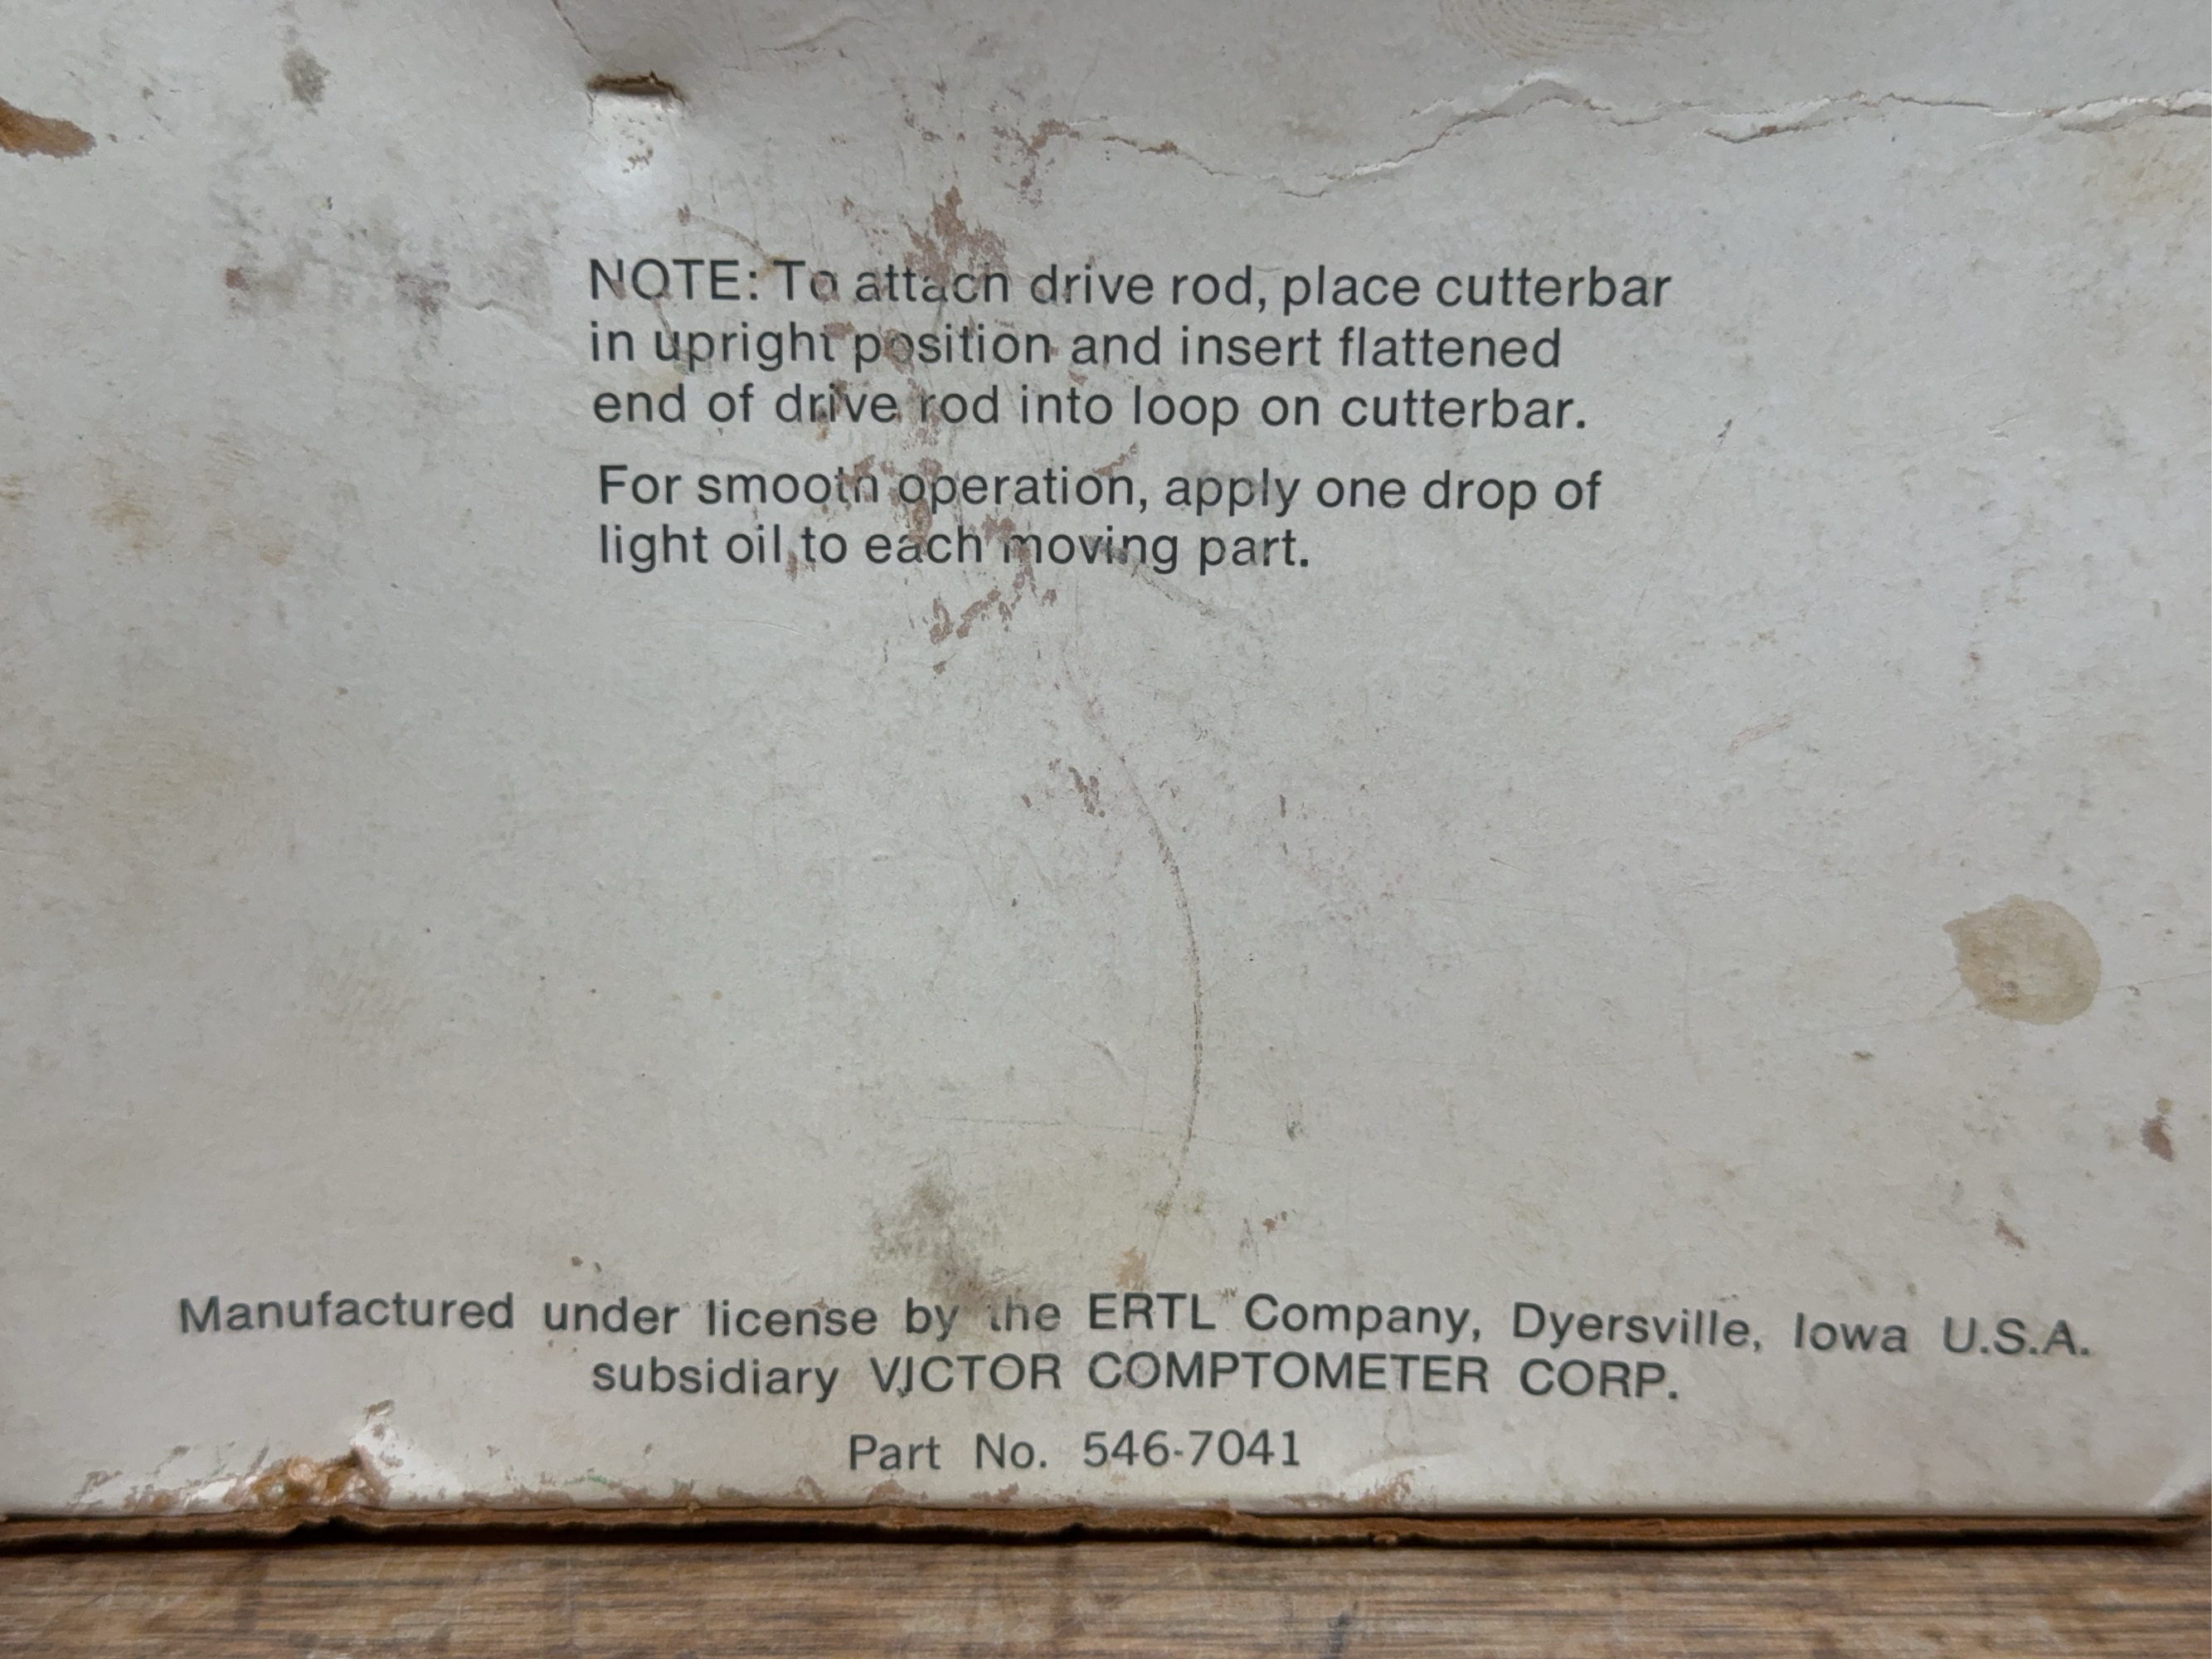 NOTE: To attach drive rod, place cutterbar
in upright position and insert flattened
end of drive rod into loop on cutterbar.
For smooth operation, apply one drop of
light oil to each moving part.
Manufactured under license by the ERTL Company, Dyersville, Iowa U.S.A.
subsidiary VICTOR COMPTOMETER CORP.
Part No. 546-7041